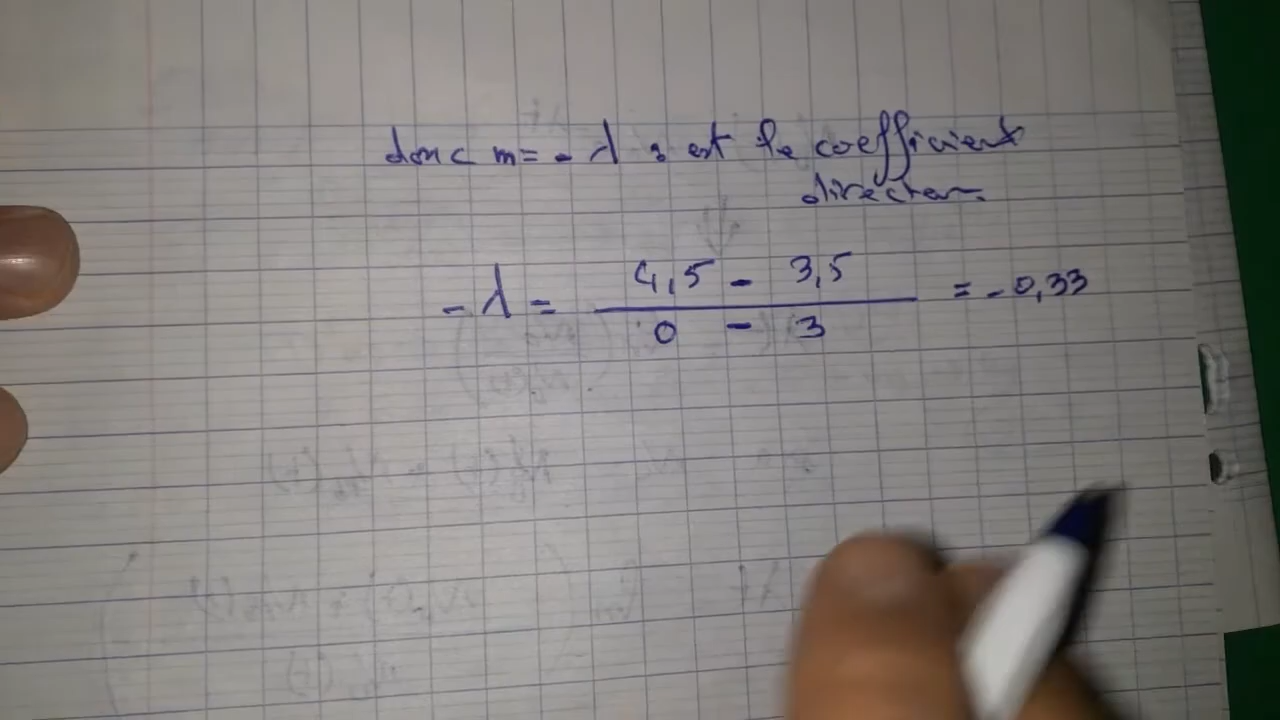 donc m = - λ : est le coefficient
directeur.
- λ = (4,5 - 3,5) / (0 - 3) = - 0,33